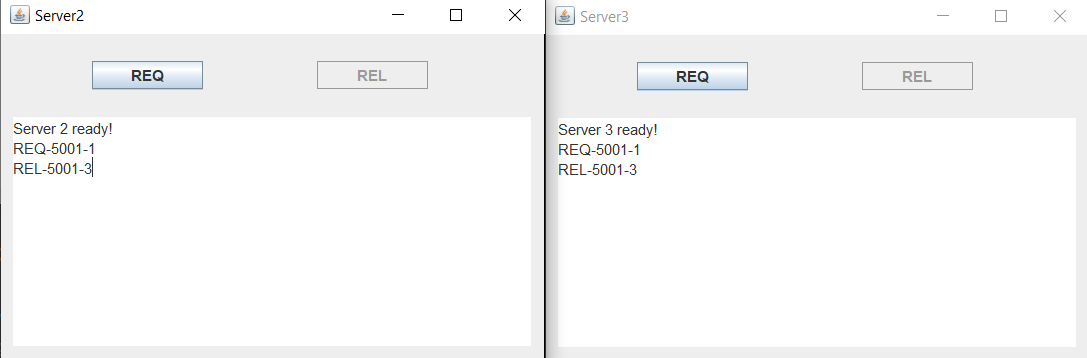 Server2
REQ
REL
Server 2 ready!
REQ-5001-1
REL-5001-3
Server3
REQ
REL
Server 3 ready!
REQ-5001-1
REL-5001-3